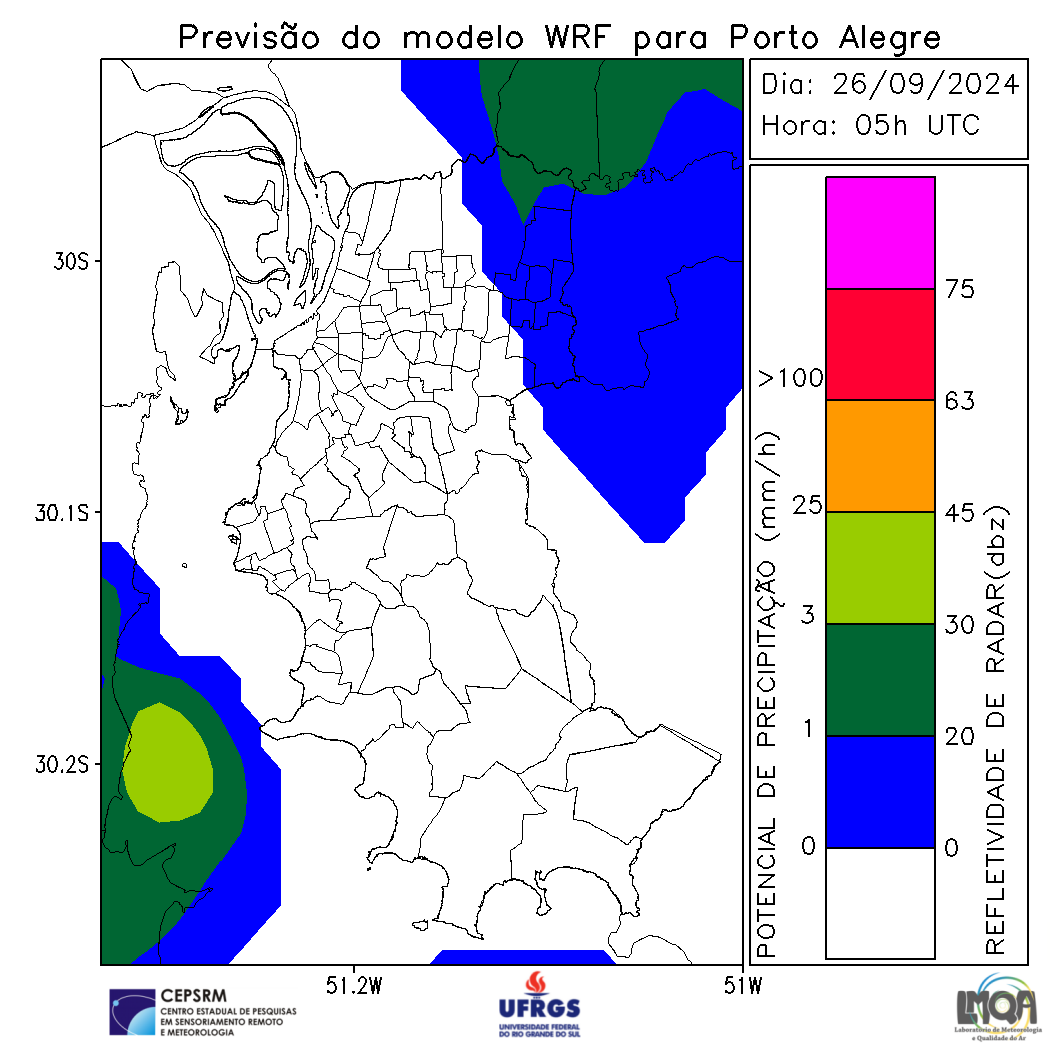 Previsão do modelo WRF para Porto Alegre
Dia: 26/09/2024
Hora: 05h UTC
30S
30.1S
30.2S
51.2W
51W
POTENCIAL DE PRECIPITAÇÃO (mm/h)
>100
25
3
1
0
75
63
45
30
20
0
REFLETIVIDADE DE RADAR(dbz)
CEPSRM
CENTRO ESTADUAL DE PESQUISAS
EM SENSORIAMENTO REMOTO
E METEOROLOGIA
UFRGS
UNIVERSIDADE FEDERAL
DO RIO GRANDE DO SUL
LMQA
Laboratório de Meteorologia
e Qualidade do Ar